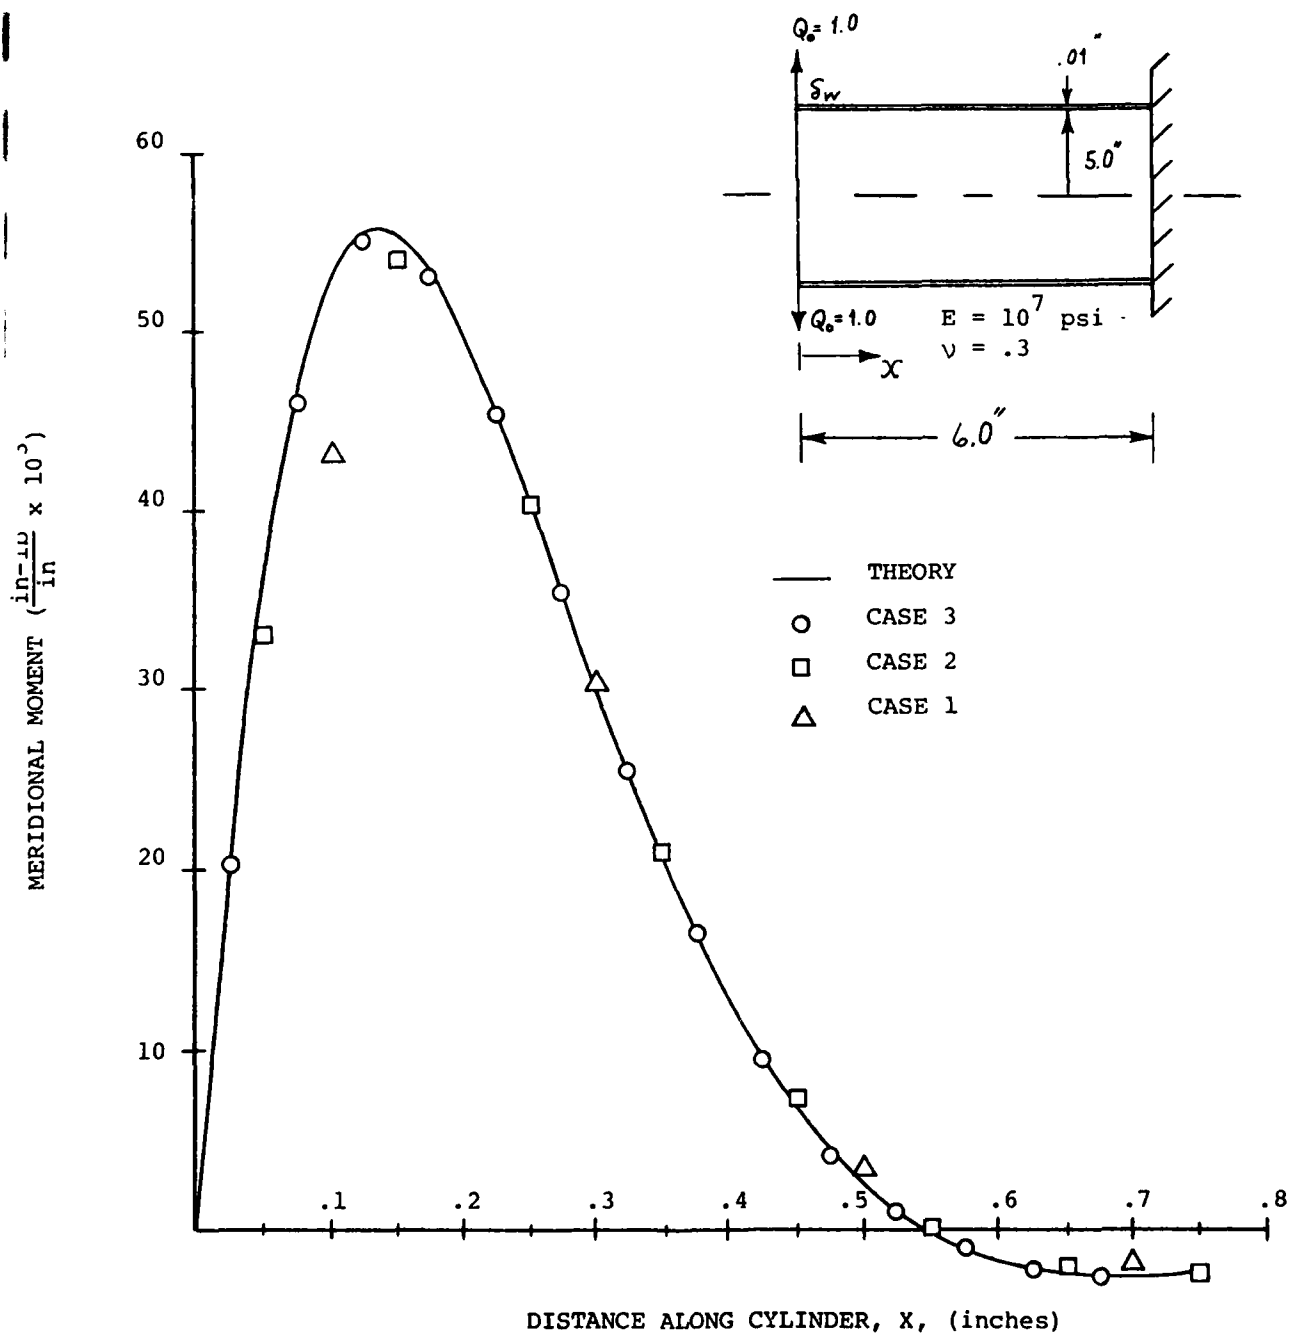 Q₀= 1.0
.01"
δw
60
5.0"
50
Q₀=1.0
E = 10⁷ psi
ν = .3
x
6.0"
40
MERIDIONAL MOMENT (in-lb/in x 10³)
THEORY
CASE 3
CASE 2
CASE 1
30
20
10
.1 .2 .3 .4 .5 .6 .7 .8
DISTANCE ALONG CYLINDER, X, (inches)